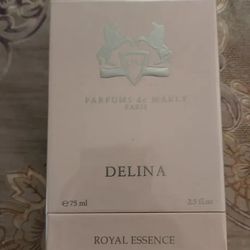 PARFUMS de MARLY
PARIS
DELINA
e 75 ml 2.5 fl.oz
ROYAL ESSENCE